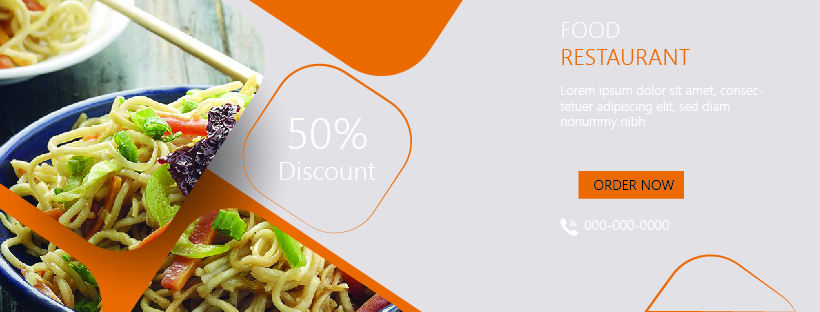 50%
Discount
FOOD
RESTAURANT
Lorem ipsum dolor sit amet, consec-
tetuer adipiscing elit, sed diam
nonummy nibh
ORDER NOW
000-000-0000